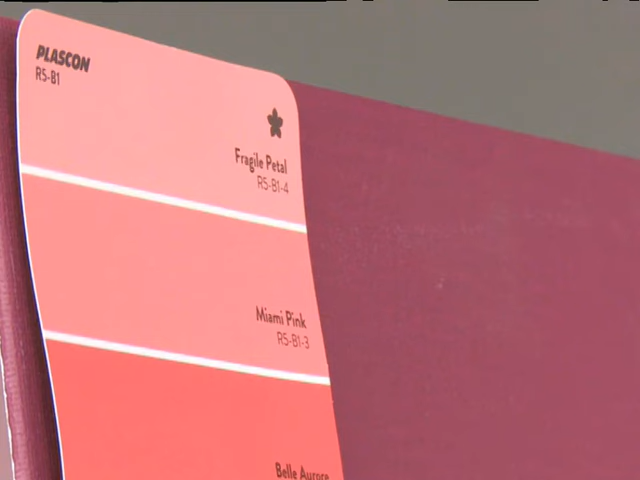 PLASCON
R5-B1
Fragile Petal
R5-B1-4
Miami Pink
R5-B1-3
Belle Aurore